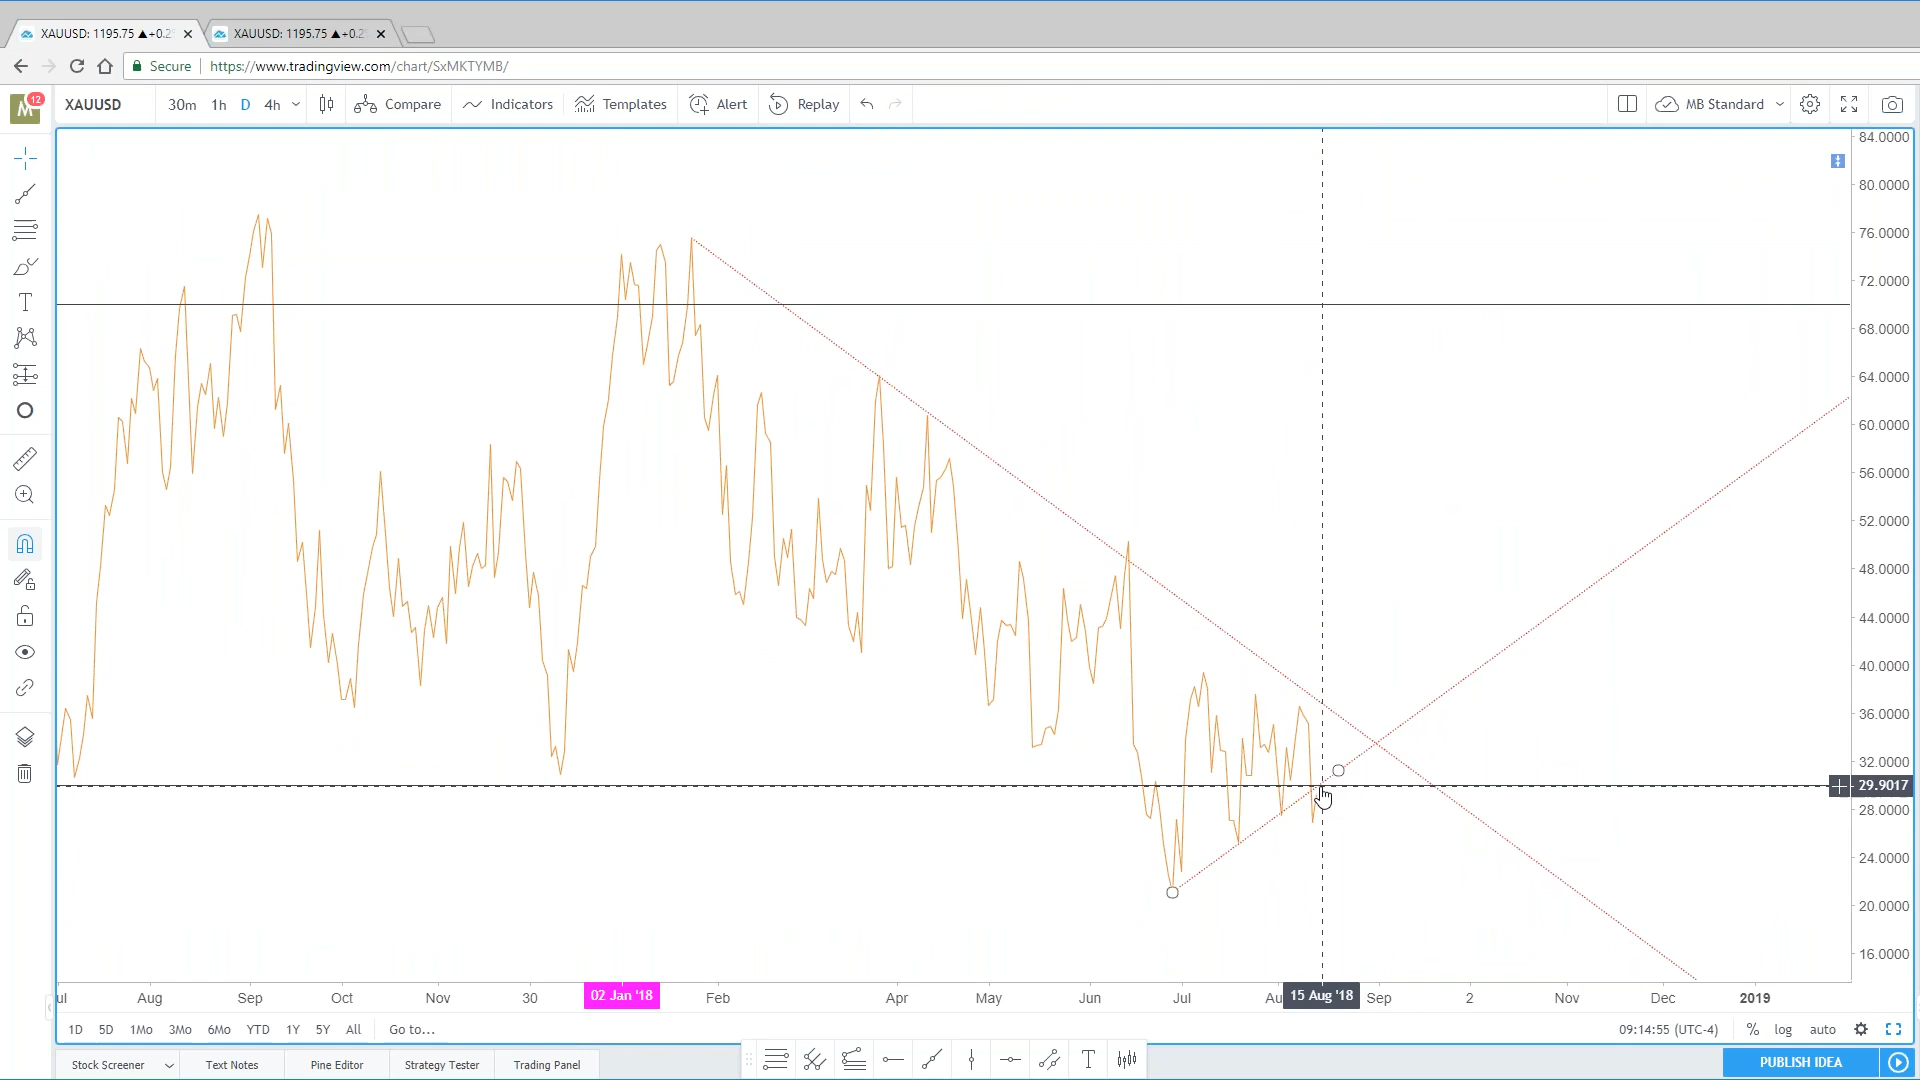 XAUUSD: 1195.75 ▲+0.2
XAUUSD: 1195.75 ▲+0.2
Secure
https://www.tradingview.com/chart/SxMKTYMB/
M 12
XAUUSD 30m 1h D 4h Compare Indicators Templates Alert Replay MB Standard
84.0000
80.0000
76.0000
72.0000
68.0000
64.0000
60.0000
56.0000
52.0000
48.0000
44.0000
40.0000
36.0000
32.0000
29.9017
28.0000
24.0000
20.0000
16.0000
ul Aug Sep Oct Nov 30 02 Jan '18 Feb Apr May Jun Jul Au 15 Aug '18 Sep 2 Nov Dec 2019
1D 5D 1Mo 3Mo 6Mo YTD 1Y 5Y All Go to... 09:14:55 (UTC-4) % log auto
Stock Screener Text Notes Pine Editor Strategy Tester Trading Panel T PUBLISH IDEA